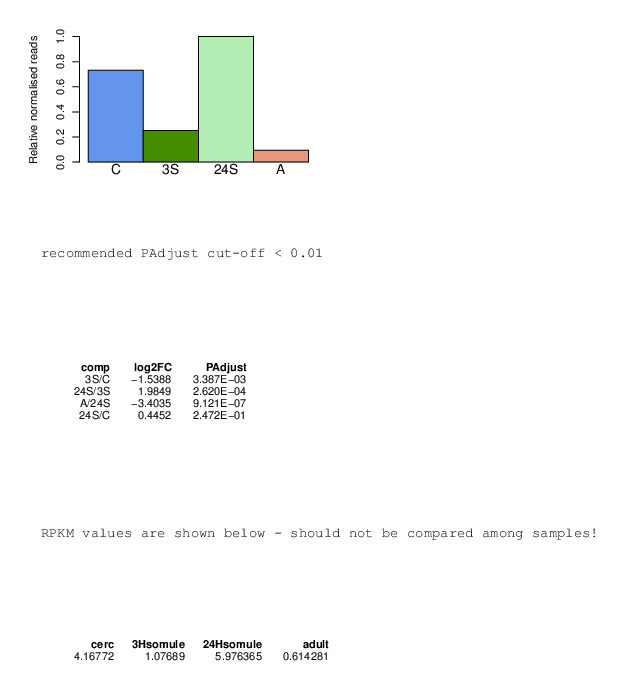 Relative normalised reads
1.0
0.8
0.6
0.4
0.2
0.0
C 3S 24S A
recommended PAdjust cut-off < 0.01
comp log2FC PAdjust
3S/C −1.5388 3.387E−03
24S/3S 1.9849 2.620E−04
A/24S −3.4035 9.121E−07
24S/C 0.4452 2.472E−01
RPKM values are shown below - should not be compared among samples!
cerc 3Hsomule 24Hsomule adult
4.16772 1.07689 5.976365 0.614281